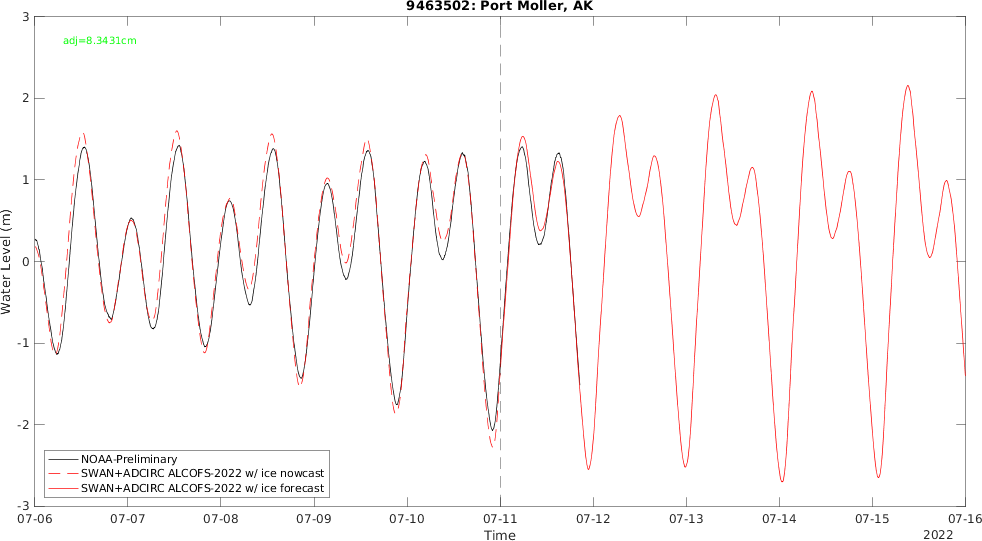 9463502: Port Moller, AK
adj=8.3431cm
3
2
1
0
-1
-2
-3
Water Level (m)
NOAA-Preliminary
SWAN+ADCIRC ALCOFS-2022 w/ ice nowcast
SWAN+ADCIRC ALCOFS-2022 w/ ice forecast
07-06 07-07 07-08 07-09 07-10 07-11 07-12 07-13 07-14 07-15 07-16
Time
2022